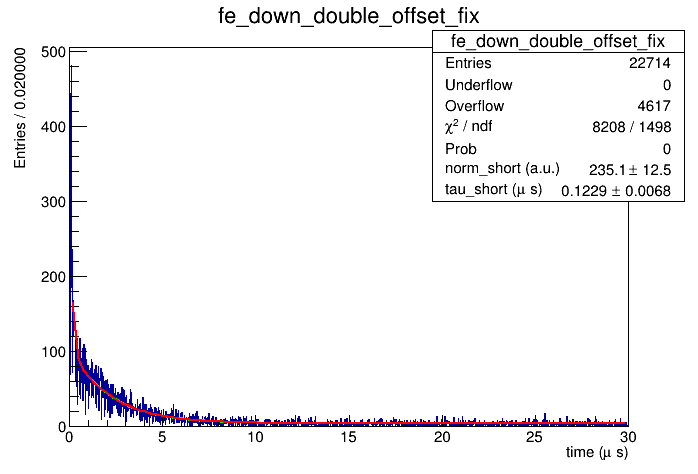 fe_down_double_offset_fix
fe_down_double_offset_fix
Entries 22714
Underflow 0
Overflow 4617
χ² / ndf 8208 / 1498
Prob 0
norm_short (a.u.) 235.1 ± 12.5
tau_short (μ s) 0.1229 ± 0.0068
Entries / 0.020000
500
400
300
200
100
0
0 5 10 15 20 25 30
time (μ s)